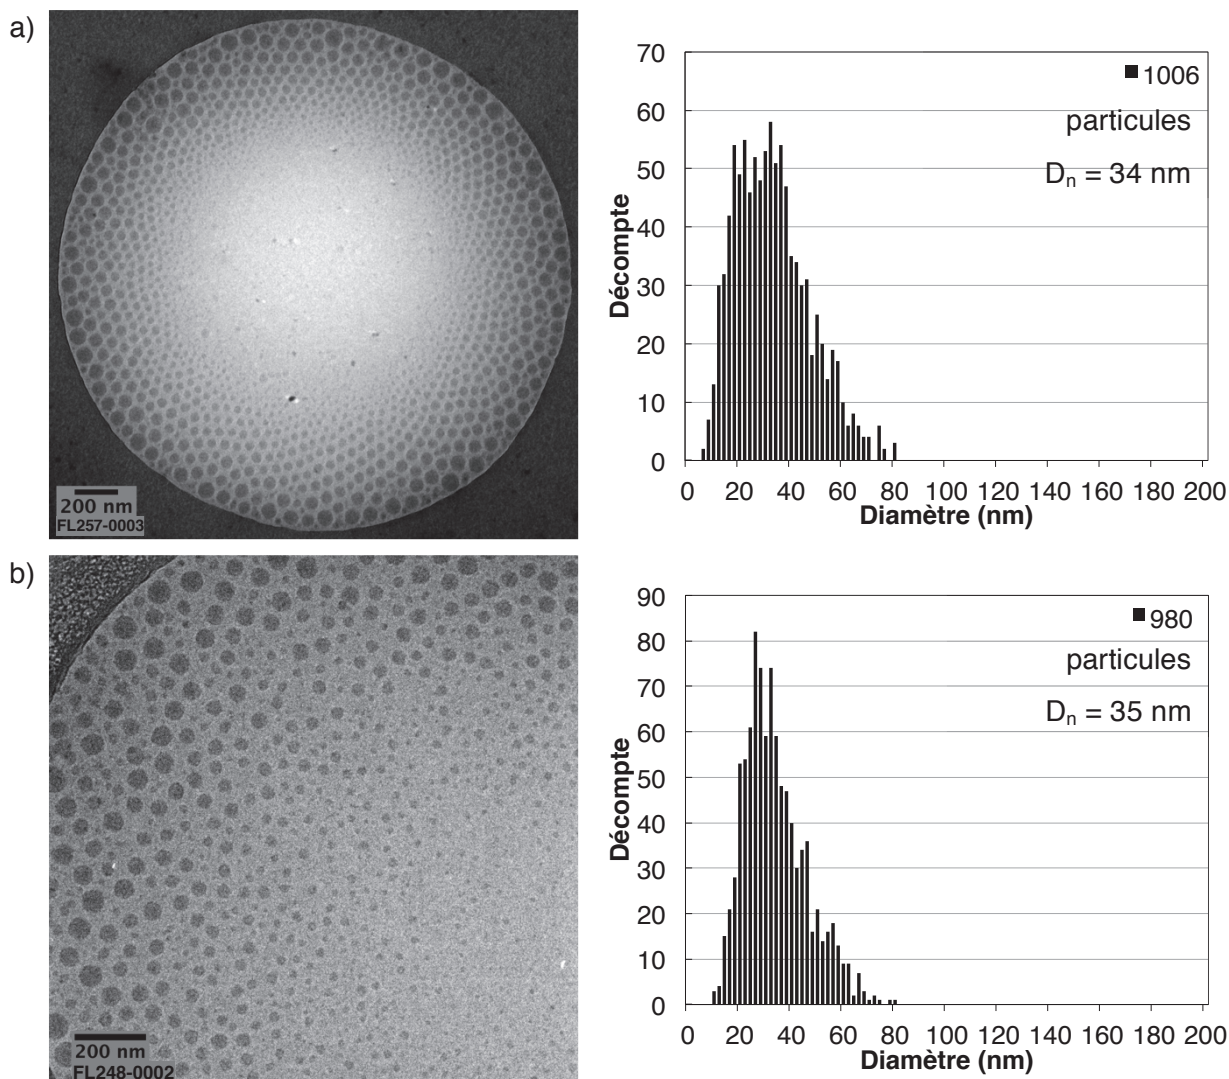 a)
200 nm
FL257-0003
70
60
50
40
30
20
10
0
Décompte
1006
particules
Dₙ = 34 nm
0 20 40 60 80 100 120 140 160 180 200
Diamètre (nm)
b)
200 nm
FL248-0002
90
80
70
60
50
40
30
20
10
0
Décompte
980
particules
Dₙ = 35 nm
0 20 40 60 80 100 120 140 160 180 200
Diamètre (nm)